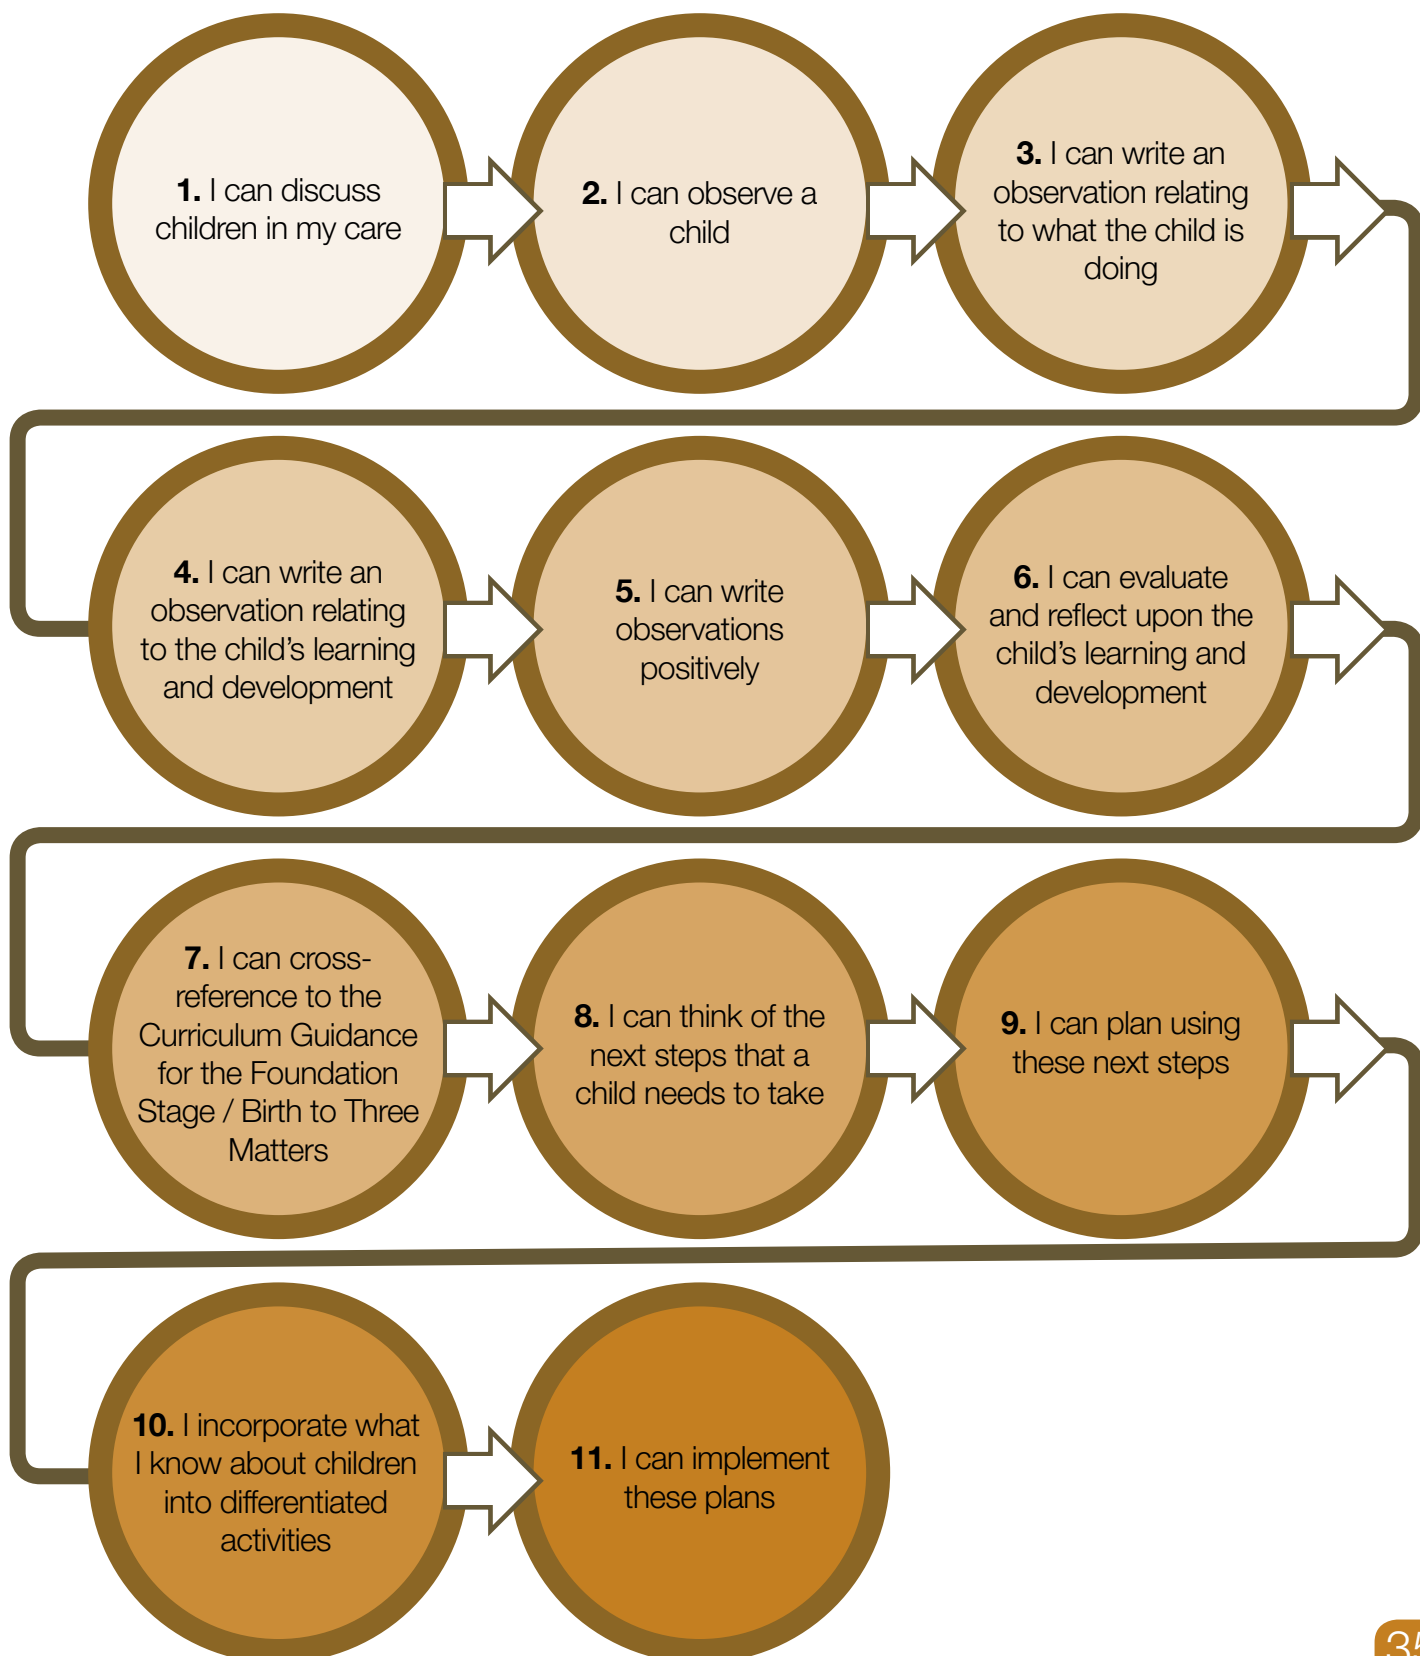 1. I can discuss
children in my care
2. I can observe a
child
3. I can write an
observation relating
to what the child is
doing
4. I can write an
observation relating
to the child’s learning
and development
5. I can write
observations
positively
6. I can evaluate
and reflect upon the
child’s learning and
development
7. I can cross-
reference to the
Curriculum Guidance
for the Foundation
Stage / Birth to Three
Matters
8. I can think of the
next steps that a
child needs to take
9. I can plan using
these next steps
10. I incorporate what
I know about children
into differentiated
activities
11. I can implement
these plans
35